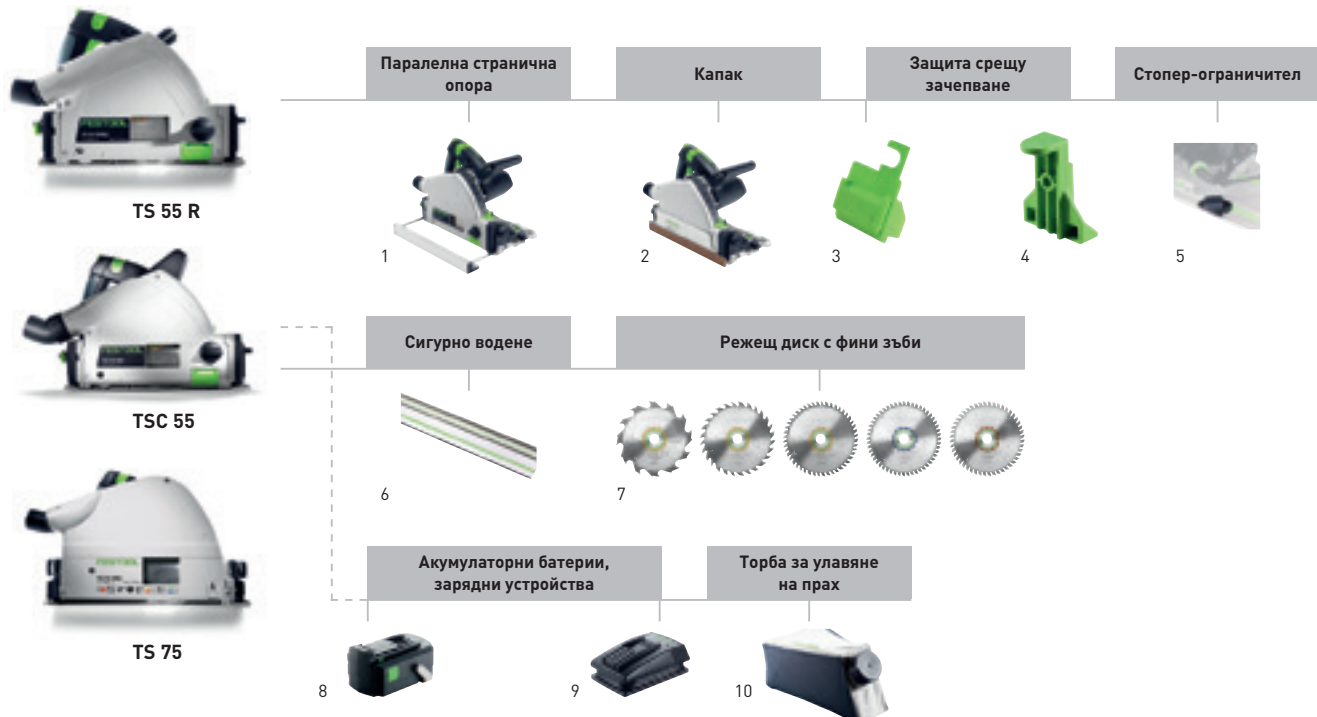 Паралелна странична
опора
Капак
Защита срещу
зачепване
Стопер-ограничител
FESTOOL
TS 55 R
1
2
3
4
5
TSC 55
Сигурно водене
Режещ диск с фини зъби
6
7
FESTOOL
TS 75
Акумулаторни батерии,
зарядни устройства
Торба за улавяне
на прах
8
9
10